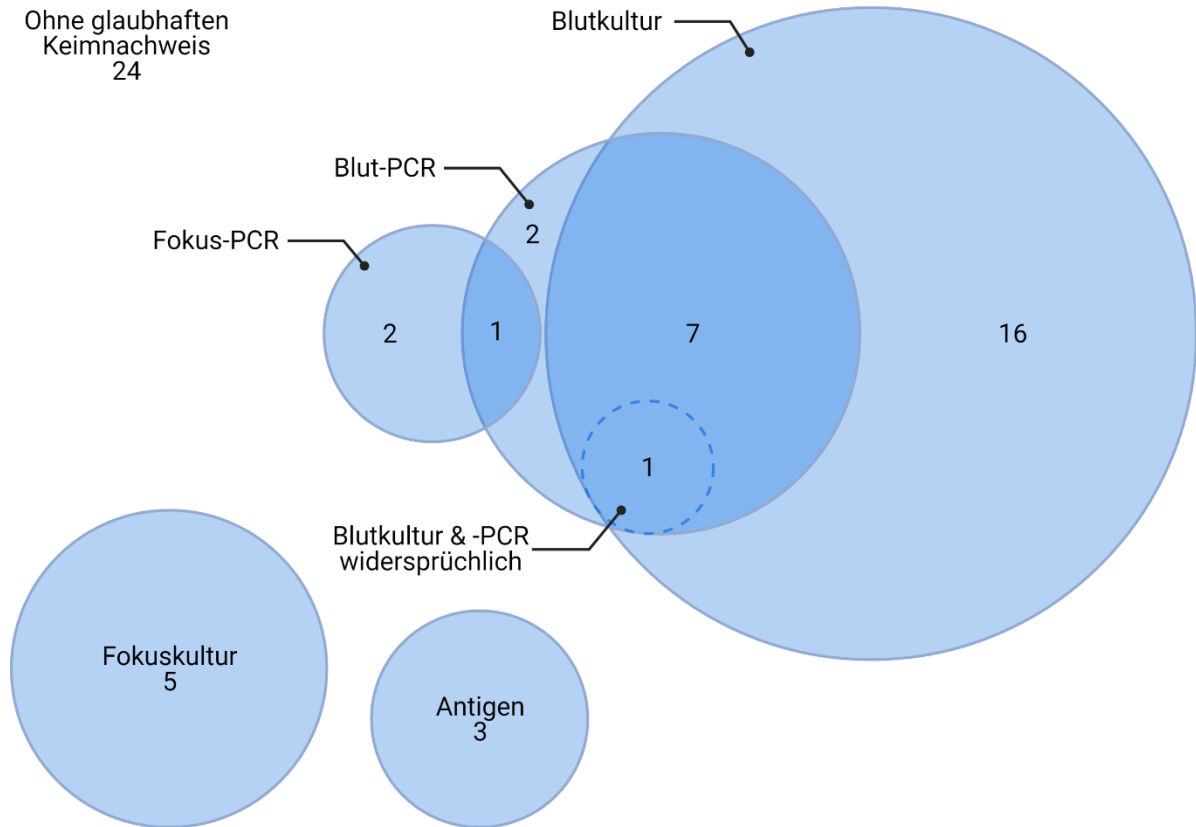 Ohne glaubhaften
Keimnachweis
24
Blutkultur
Blut-PCR
2
Fokus-PCR
2
1
7
16
1
Blutkultur & -PCR
widersprüchlich
Fokuskultur
5
Antigen
3